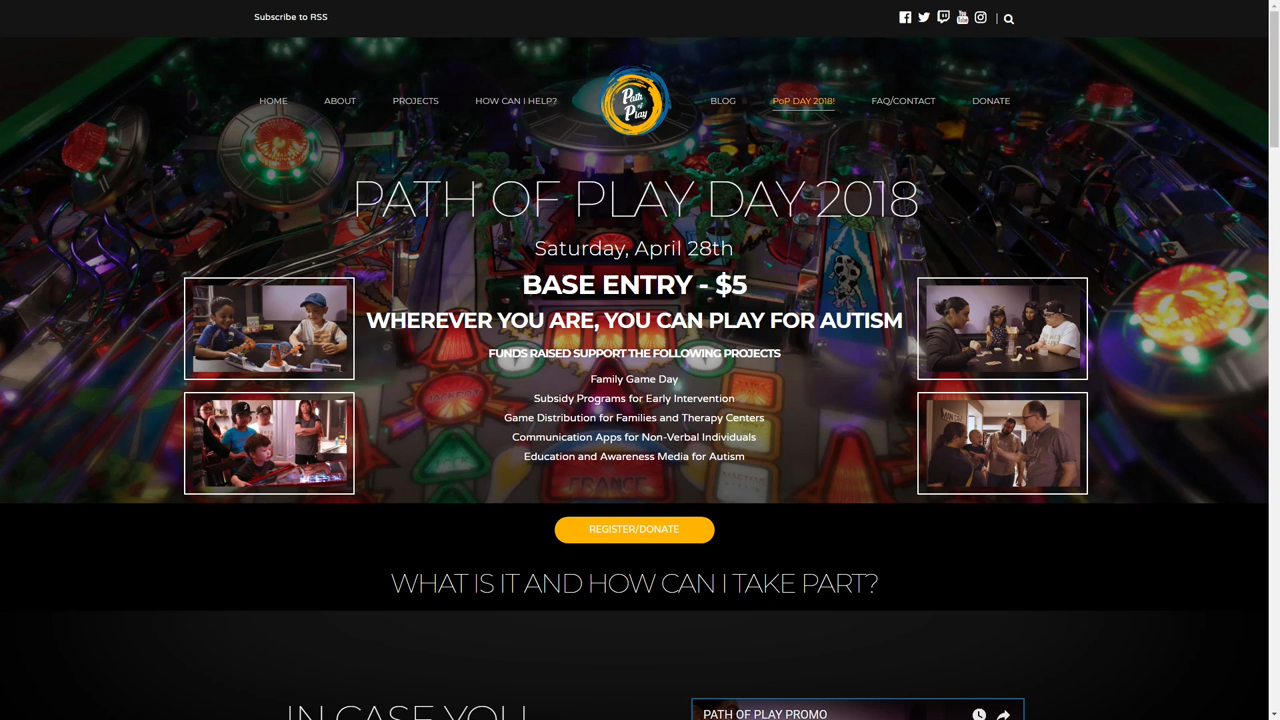 Subscribe to RSS
HOME
ABOUT
PROJECTS
HOW CAN I HELP?
Path of Play
BLOG
PoP DAY 2018!
FAQ/CONTACT
DONATE
PATH OF PLAY DAY 2018
Saturday, April 28th
BASE ENTRY - $5
WHEREVER YOU ARE, YOU CAN PLAY FOR AUTISM
FUNDS RAISED SUPPORT THE FOLLOWING PROJECTS
Family Game Day
Subsidy Programs for Early Intervention
Game Distribution for Families and Therapy Centers
Communication Apps for Non-Verbal Individuals
Education and Awareness Media for Autism
FRANCE
REGISTER/DONATE
WHAT IS IT AND HOW CAN I TAKE PART?
IN CASE YOU
PATH OF PLAY PROMO